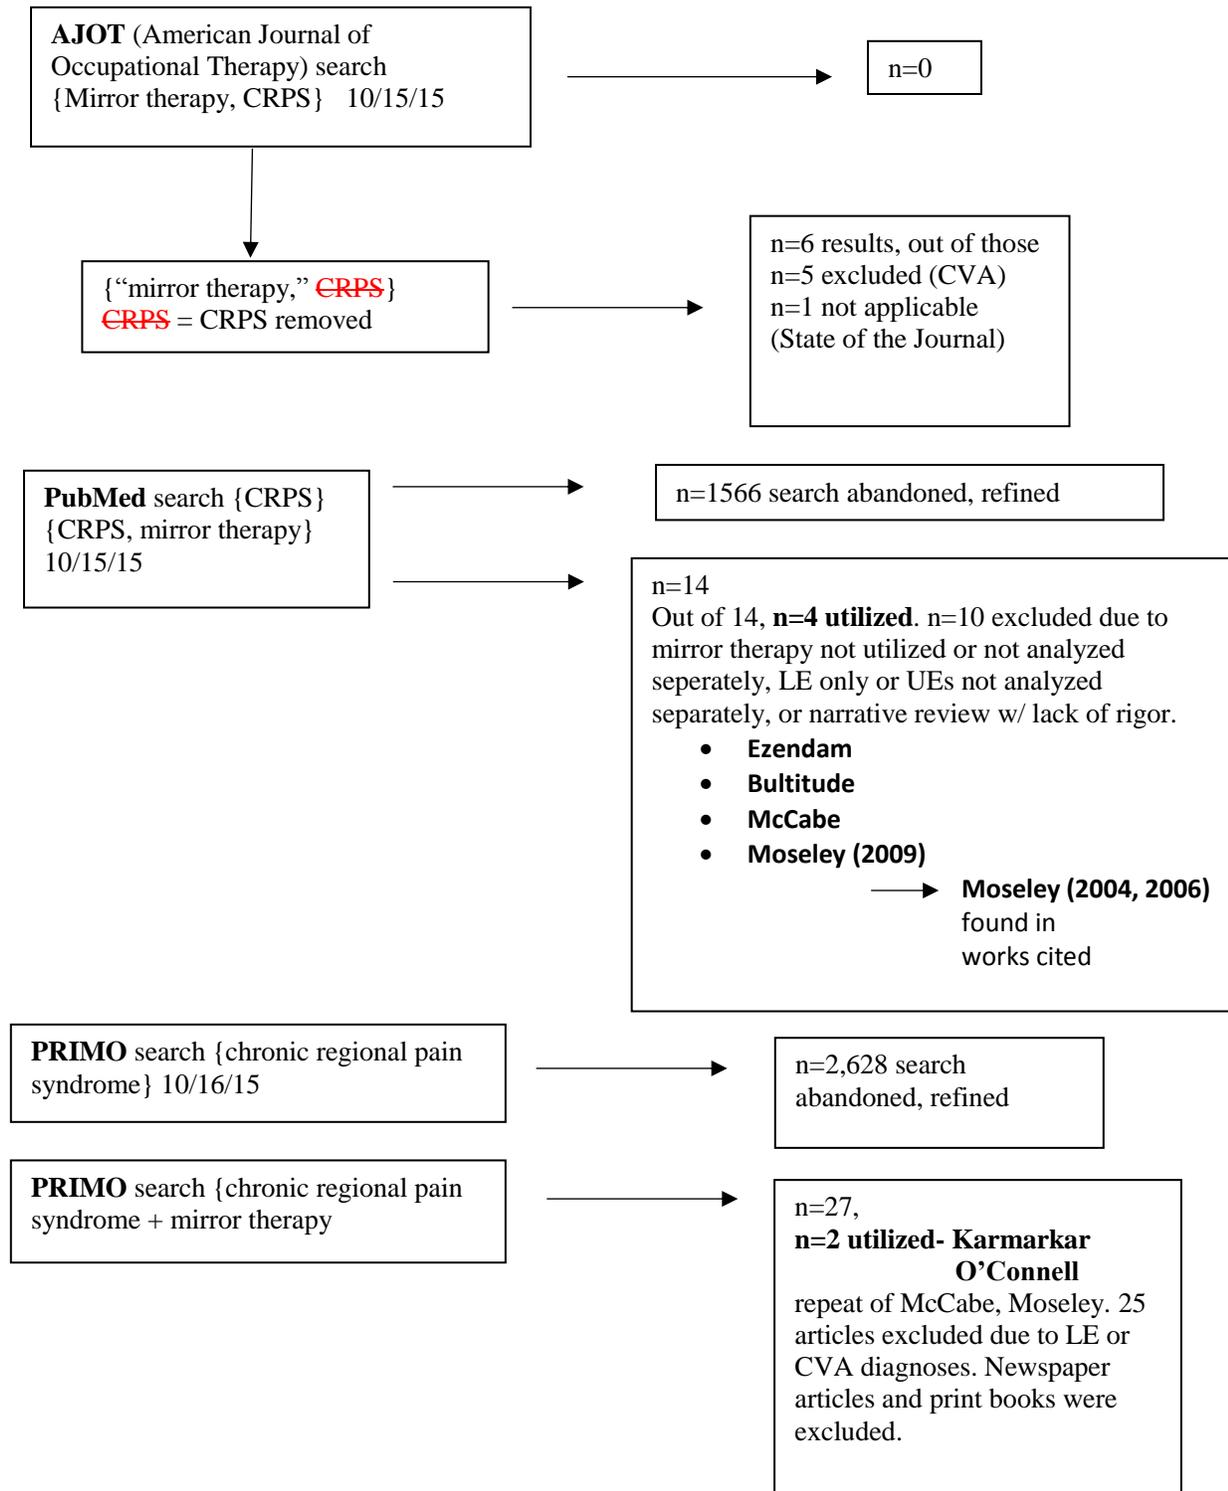 AJOT (American Journal of
Occupational Therapy) search
{Mirror therapy, CRPS}   10/15/15
n=0
{“mirror therapy,” CRPS}
CRPS = CRPS removed
n=6 results, out of those
n=5 excluded (CVA)
n=1 not applicable
(State of the Journal)
PubMed search {CRPS}
{CRPS, mirror therapy}
10/15/15
n=1566 search abandoned, refined
n=14
Out of 14, n=4 utilized. n=10 excluded due to
mirror therapy not utilized or not analyzed
seperately, LE only or UEs not analyzed
separately, or narrative review w/ lack of rigor.
• Ezendam
• Bultitude
• McCabe
• Moseley (2009)
Moseley (2004, 2006)
found in
works cited
PRIMO search {chronic regional pain
syndrome} 10/16/15
n=2,628 search
abandoned, refined
PRIMO search {chronic regional pain
syndrome + mirror therapy
n=27,
n=2 utilized- Karmarkar
O’Connell
repeat of McCabe, Moseley. 25
articles excluded due to LE or
CVA diagnoses. Newspaper
articles and print books were
excluded.